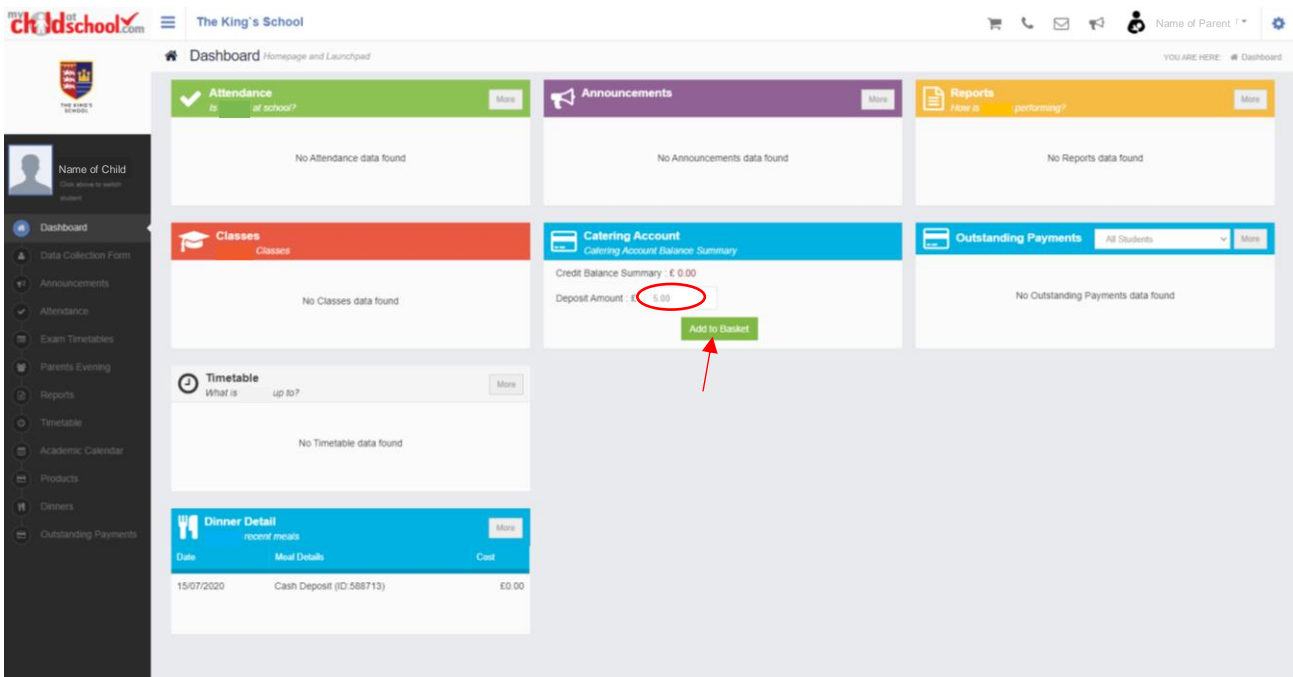 my ch ld at school.com
The King's School
Name of Parent
Dashboard Homepage and Launchpad
YOU ARE HERE: Dashboard
THE KING'S
SCHOOL
Name of Child
Click above to switch
student
Dashboard
Data Collection Form
Announcements
Attendance
Exam Timetables
Parents Evening
Reports
Timetable
Academic Calendar
Products
Dinners
Outstanding Payments
Attendance
Is at school?
More
No Attendance data found
Announcements
More
No Announcements data found
Reports
How is performing?
More
No Reports data found
Classes
Classes
No Classes data found
Catering Account
Catering Account Balance Summary
Credit Balance Summary : £ 0.00
Deposit Amount : £ 5.00
Add to Basket
Outstanding Payments All Students More
No Outstanding Payments data found
Timetable
What is up to?
More
No Timetable data found
Dinner Detail
recent meals
More
Date Meal Details Cost
15/07/2020 Cash Deposit (ID:588713) £0.00